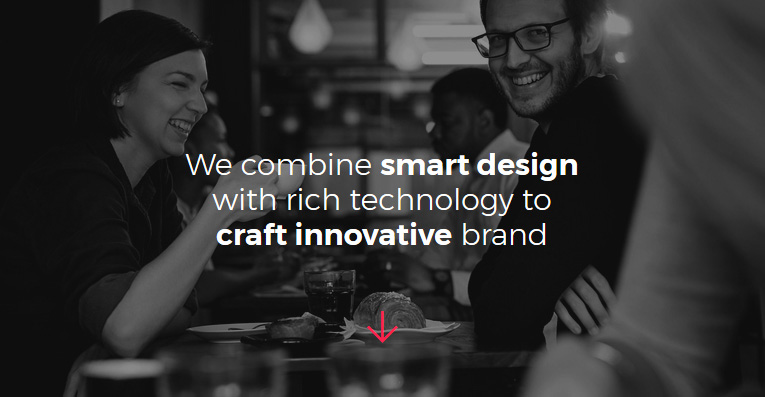 We combine smart design
with rich technology to
craft innovative brand